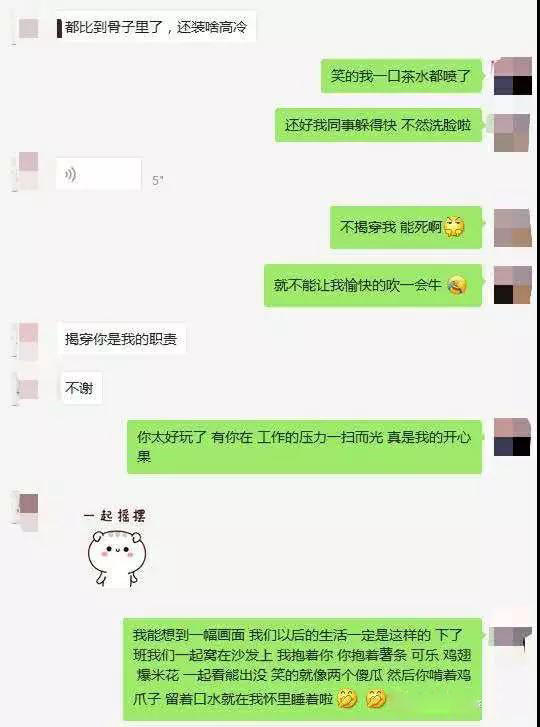 都比到骨子里了，还装啥高冷
笑的我一口茶水都喷了
还好我同事躲得快 不然洗脸啦
5"
不揭穿我 能死啊
就不能让我愉快的吹一会牛
揭穿你是我的职责
不谢
你太好玩了 有你在 工作的压力一扫而光 真是我的开心
果
一起摇摆
我能想到一幅画面 我们以后的生活一定是这样的 下了
班我们一起窝在沙发上 我抱着你 你抱着薯条 可乐 鸡翅
爆米花 一起看熊出没 笑的就像两个傻瓜 然后你啃着鸡
爪子 留着口水就在我怀里睡着啦